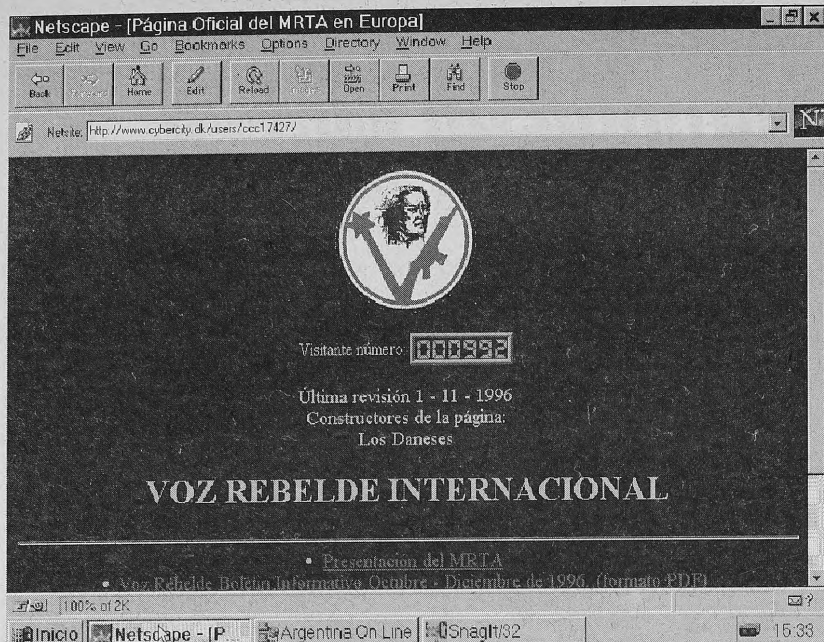 Netscape - [Página Oficial del MRTA en Europa]
File Edit View Go Bookmarks Options Directory Window Help
Back Forward Home Edit Reload Images Open Print Find Stop
Netsite: http://www.cybercity.dk/users/ccc17427/
N
Visitante número: 000992
Última revisión 1 - 11 - 1996
Constructores de la página:
Los Daneses
VOZ REBELDE INTERNACIONAL
• Presentación del MRTA
• Voz Rebelde Boletín Informativo Octubre - Diciembre de 1996. (formato PDF)
100% of 2K
Inicio Netscape - [P... Argentina On Line SnagIt/32 15:33